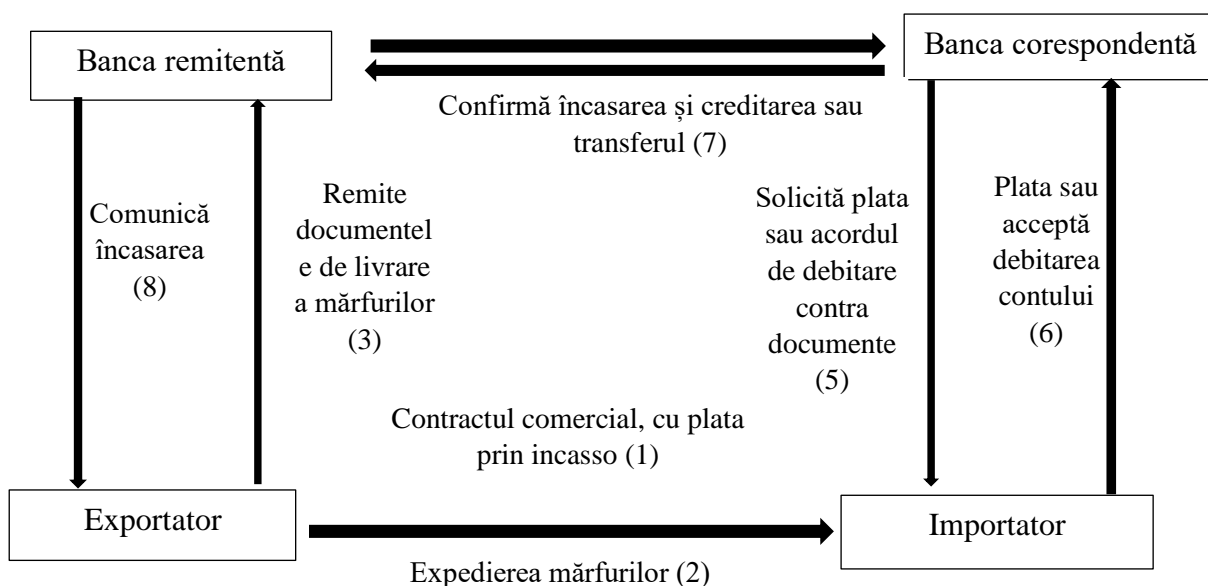 Banca remitentă
Banca corespondentă
Confirmă încasarea și creditarea sau
transferul (7)
Comunică
încasarea
(8)
Remite
documentel
e de livrare
a mărfurilor
(3)
Solicită plata
sau acordul
de debitare
contra
documente
(5)
Plata sau
acceptă
debitarea
contului
(6)
Contractul comercial, cu plata
prin incasso (1)
Exportator
Importator
Expedierea mărfurilor (2)